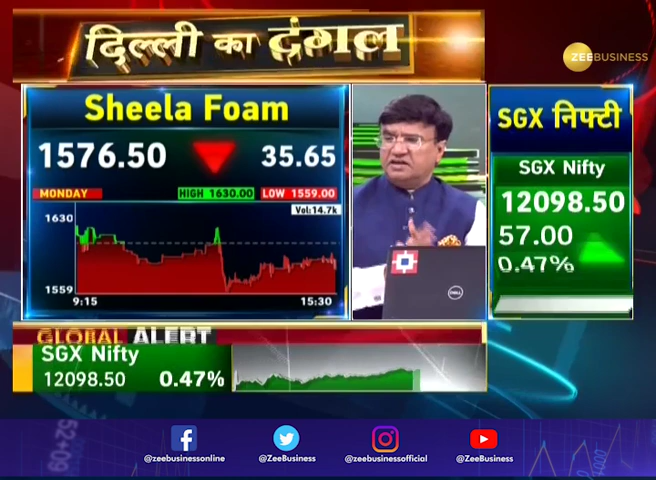 दिल्ली का दंगल
ZEEBUSINESS
Sheela Foam
1576.50 35.65
MONDAY HIGH 1630.00 LOW 1559.00
Vol:14.7k
1630
1559
9:15 15:30
DELL
SGX निफ्टी
SGX Nifty
12098.50
57.00
0.47%
GLOBAL ALERT
SGX Nifty
12098.50 0.47%
@zeebusinessonline @ZeeBusiness @zeebusinessofficial @ZeeBusiness